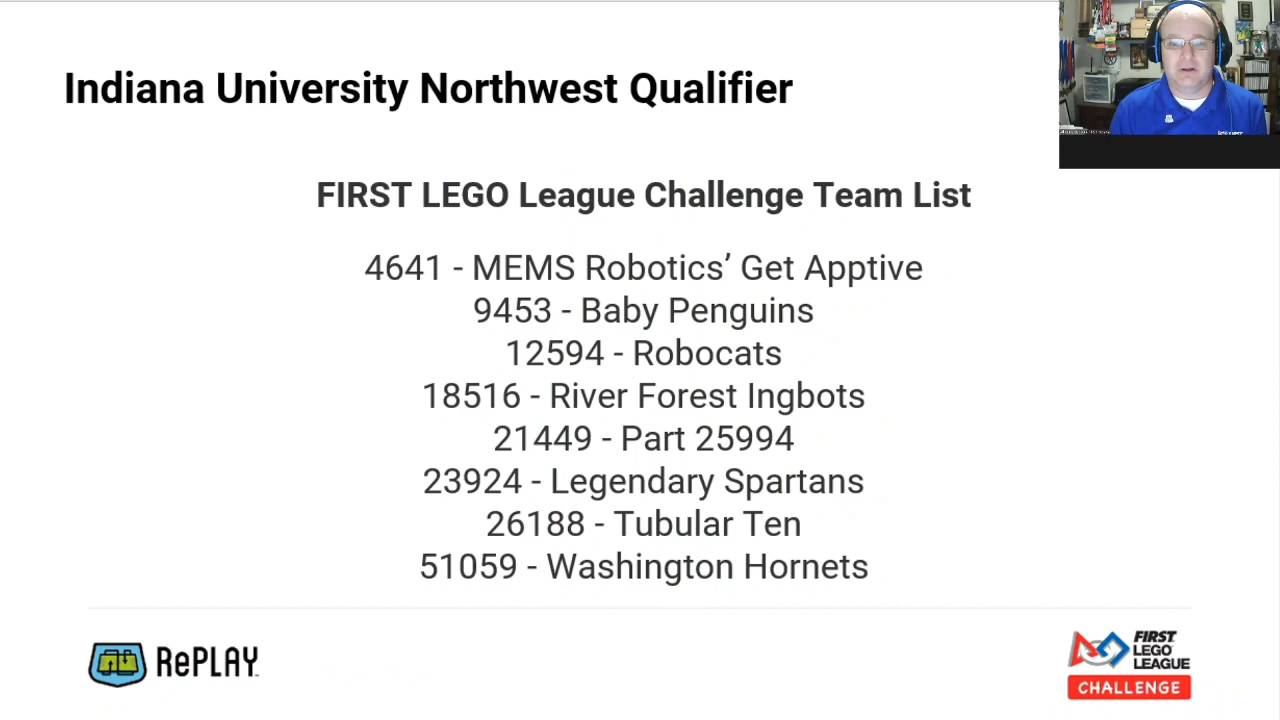 Indiana University Northwest Qualifier
FIRST LEGO League Challenge Team List
4641 - MEMS Robotics’ Get Apptive
9453 - Baby Penguins
12594 - Robocats
18516 - River Forest Ingbots
21449 - Part 25994
23924 - Legendary Spartans
26188 - Tubular Ten
51059 - Washington Hornets
RePLAY
FIRST
LEGO
LEAGUE
CHALLENGE